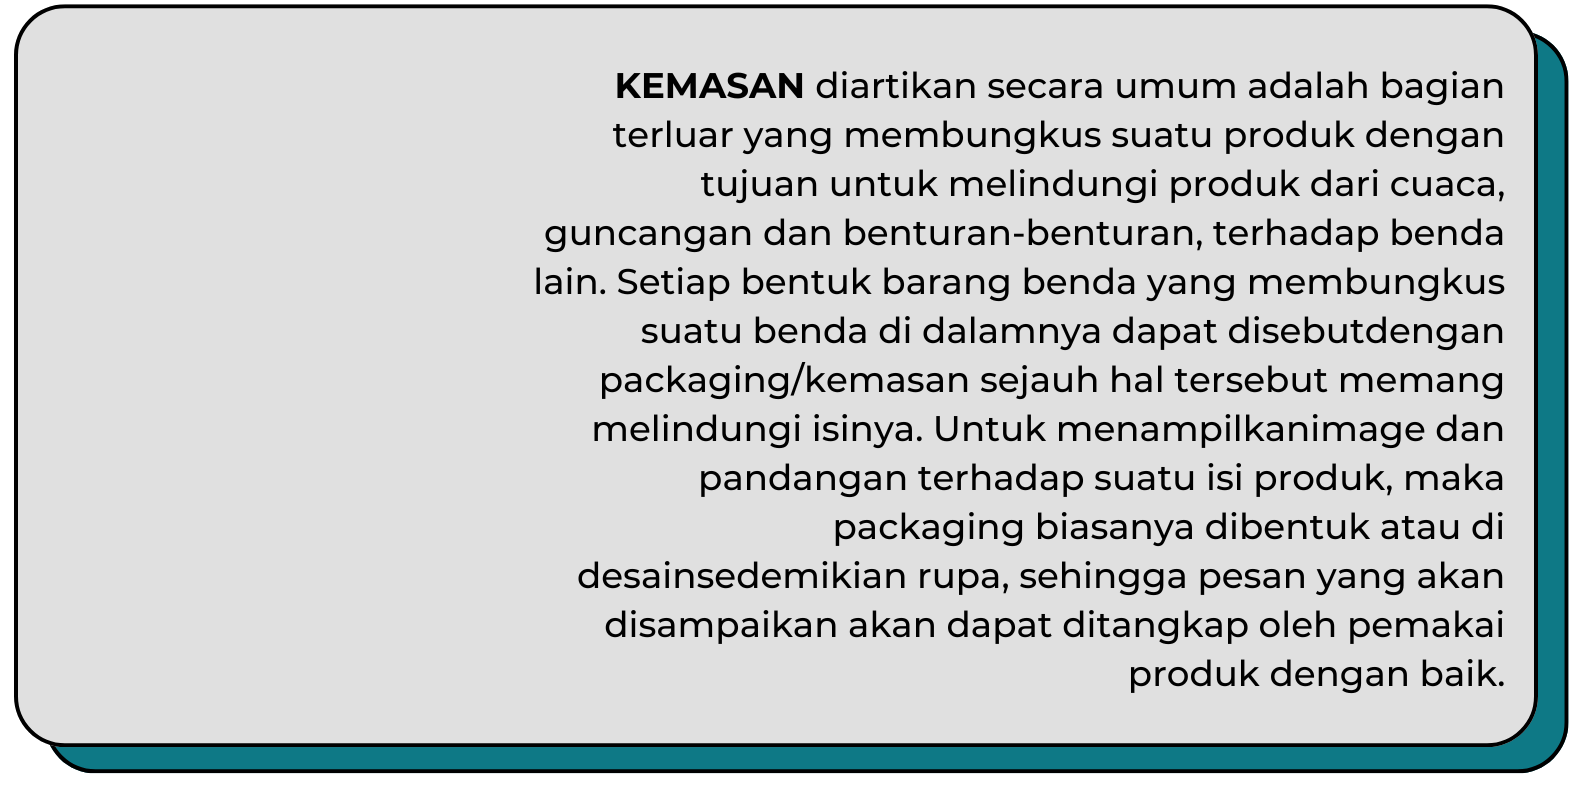 KEMASAN diartikan secara umum adalah bagian
terluar yang membungkus suatu produk dengan
tujuan untuk melindungi produk dari cuaca,
guncangan dan benturan-benturan, terhadap benda
lain. Setiap bentuk barang benda yang membungkus
suatu benda di dalamnya dapat disebutdengan
packaging/kemasan sejauh hal tersebut memang
melindungi isinya. Untuk menampilkanimage dan
pandangan terhadap suatu isi produk, maka
packaging biasanya dibentuk atau di
desainsedemikian rupa, sehingga pesan yang akan
disampaikan akan dapat ditangkap oleh pemakai
produk dengan baik.